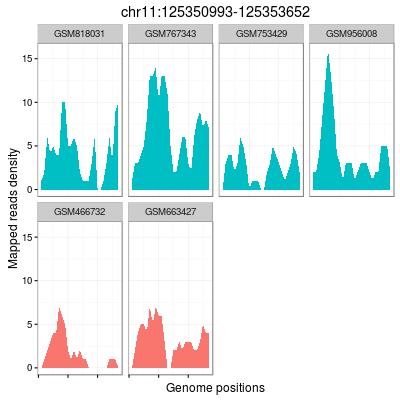 chr11:125350993-125353652
GSM818031 GSM767343 GSM753429 GSM956008
15
10
5
0
GSM466732 GSM663427
15
10
5
0
Mapped reads density
Genome positions